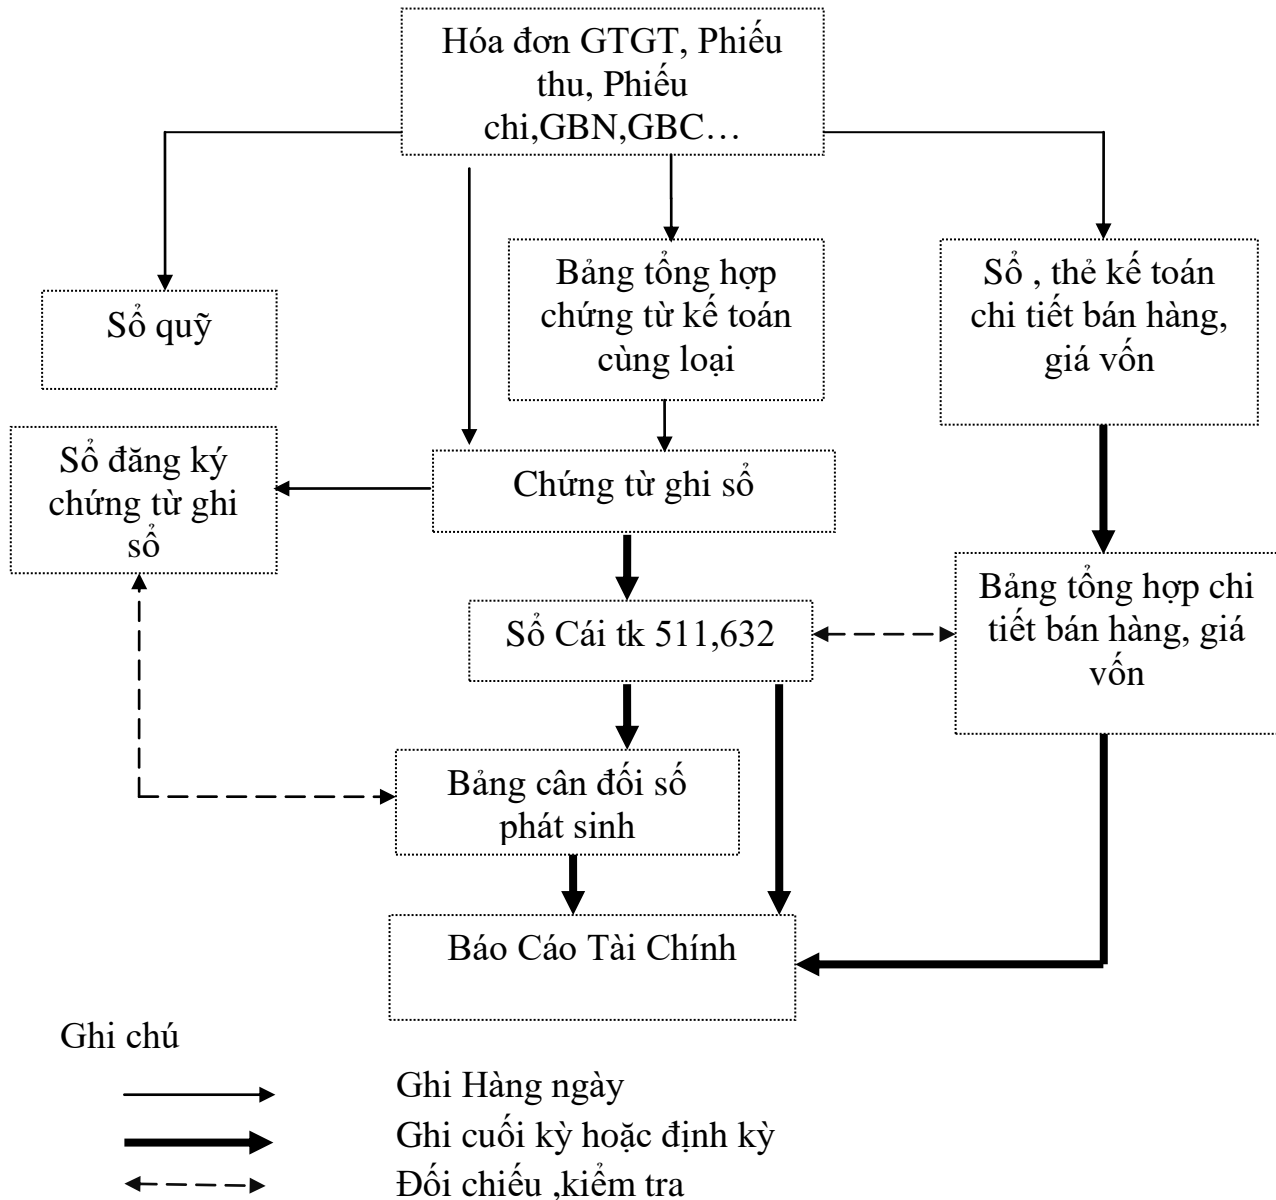 Hóa đơn GTGT, Phiếu
thu, Phiếu
chi,GBN,GBC…
Bảng tổng hợp
chứng từ kế toán
cùng loại
Sổ , thẻ kế toán
chi tiết bán hàng,
giá vốn
Sổ quỹ
Sổ đăng ký
chứng từ ghi
sổ
Chứng từ ghi sổ
Bảng tổng hợp chi
tiết bán hàng, giá
vốn
Sổ Cái tk 511,632
Bảng cân đối số
phát sinh
Báo Cáo Tài Chính
Ghi chú
Ghi Hàng ngày
Ghi cuối kỳ hoặc định kỳ
Đối chiếu ,kiểm tra